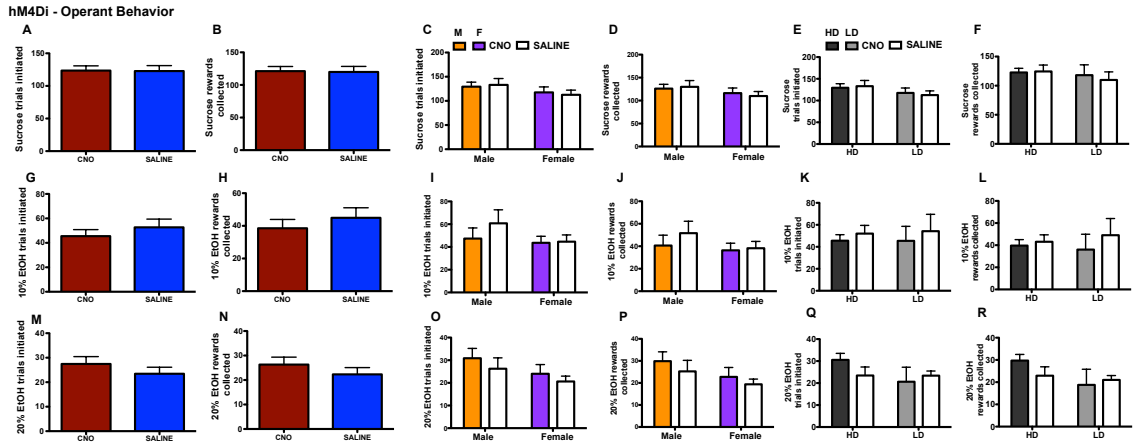 hM4Di - Operant Behavior
A
Sucrose trials initiated
150
100
50
0
CNO
SALINE
B
Sucrose rewards
collected
150
100
50
0
CNO
SALINE
C
M F
CNO SALINE
Sucrose trials initiated
200
150
100
50
0
Male
Female
D
Sucrose rewards
collected
200
150
100
50
0
Male
Female
E
HD LD
CNO SALINE
Sucrose
trials initiated
200
150
100
50
0
HD
LD
F
Sucrose
rewards collected
150
100
50
0
HD
LD
G
10% EtOH trials initiated
80
60
40
20
0
CNO
SALINE
H
10% EtOH rewards
collected
60
40
20
0
CNO
SALINE
I
10% EtOH trials initiated
100
80
60
40
20
0
Male
Female
J
10% EtOH rewards
collected
100
80
60
40
20
0
Male
Female
K
10% EtOH
trials initiated
100
80
60
40
20
0
HD
LD
L
10% EtOH
rewards collected
80
60
40
20
0
HD
LD
M
20% EtOH trials initiated
40
30
20
10
0
CNO
SALINE
N
20% EtOH rewards
collected
40
30
20
10
0
CNO
SALINE
O
20% EtOH trials initiated
40
30
20
10
0
Male
Female
P
20% EtOH rewards
collected
40
30
20
10
0
Male
Female
Q
20% EtOH
trials initiated
40
30
20
10
0
HD
LD
R
20% EtOH
rewards collected
40
30
20
10
0
HD
LD